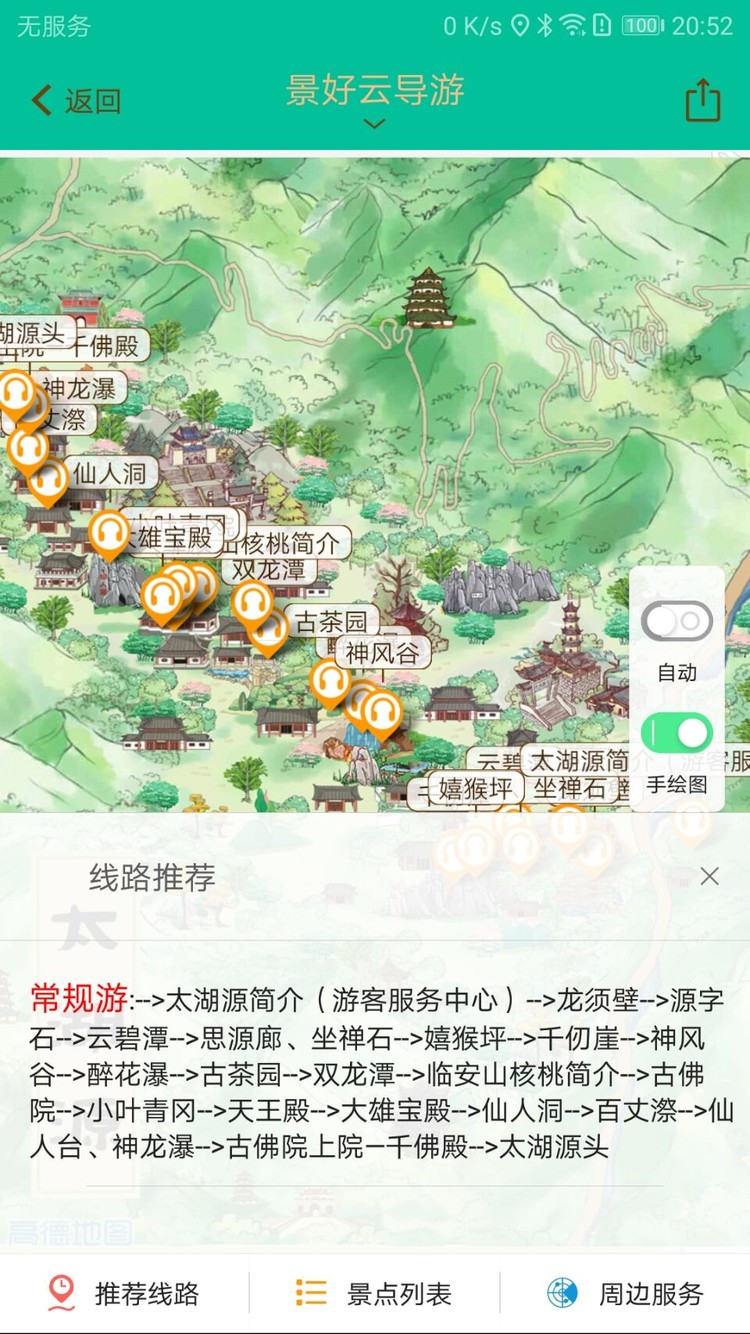 无服务
0 K/s
100
20:52
返回
景好云导游
湖源头
千佛殿
神龙瀑
丈漈
仙人洞
大雄宝殿
山核桃简介
双龙潭
古茶园
神风谷
自动
手绘图
云碧
太湖源简
嬉猴坪
坐禅石
线路推荐
太
湖
源
常规游:-->太湖源简介（游客服务中心）-->龙须壁-->源字
石-->云碧潭-->思源廊、坐禅石-->嬉猴坪-->千仞崖-->神风
谷-->醉花瀑-->古茶园-->双龙潭-->临安山核桃简介-->古佛
院-->小叶青冈-->天王殿-->大雄宝殿-->仙人洞-->百丈漈-->仙
人台、神龙瀑-->古佛院上院—千佛殿-->太湖源头
高德地图
推荐线路
景点列表
周边服务